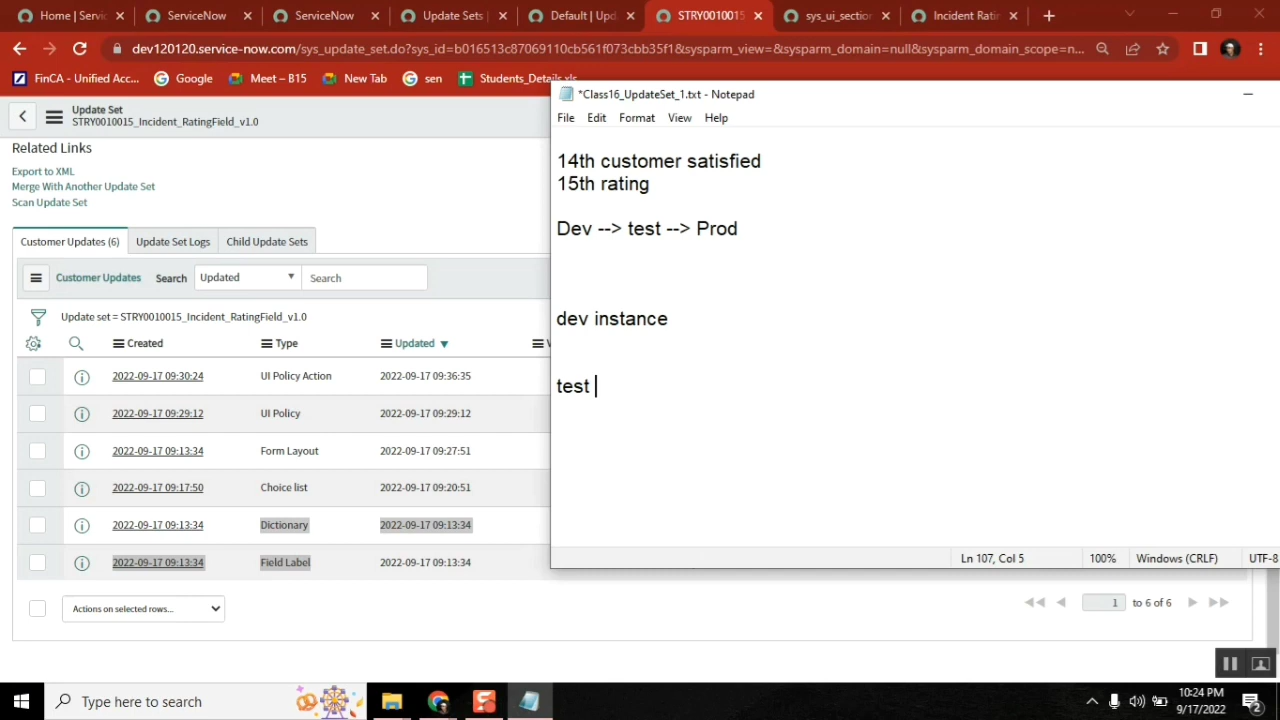 Home | Servic
ServiceNow
ServiceNow
Update Sets |
Default | Upd
STRY0010015
sys_ui_section
Incident Ratin
dev120120.service-now.com/sys_update_set.do?sys_id=b016513c87069110cb561f073cbb35f1&sysparm_view=&sysparm_domain=null&sysparm_domain_scope=n...
FinCA - Unified Acc...
Google
Meet – B15
New Tab
sen
Students_Details.xls
Update Set
STRY0010015_Incident_RatingField_v1.0
Related Links
Export to XML
Merge With Another Update Set
Scan Update Set
Customer Updates (6)
Update Set Logs
Child Update Sets
Customer Updates
Search
Updated
Search
Update set = STRY0010015_Incident_RatingField_v1.0
Created
Type
Updated
2022-09-17 09:30:24
UI Policy Action
2022-09-17 09:36:35
2022-09-17 09:29:12
UI Policy
2022-09-17 09:29:12
2022-09-17 09:13:34
Form Layout
2022-09-17 09:27:51
2022-09-17 09:17:50
Choice list
2022-09-17 09:20:51
2022-09-17 09:13:34
Dictionary
2022-09-17 09:13:34
2022-09-17 09:13:34
Field Label
2022-09-17 09:13:34
Actions on selected rows...
1 to 6 of 6
*Class16_UpdateSet_1.txt - Notepad
File Edit Format View Help
14th customer satisfied
15th rating
Dev --> test --> Prod
dev instance
test
Ln 107, Col 5
100%
Windows (CRLF)
UTF-8
Type here to search
10:24 PM
9/17/2022
2